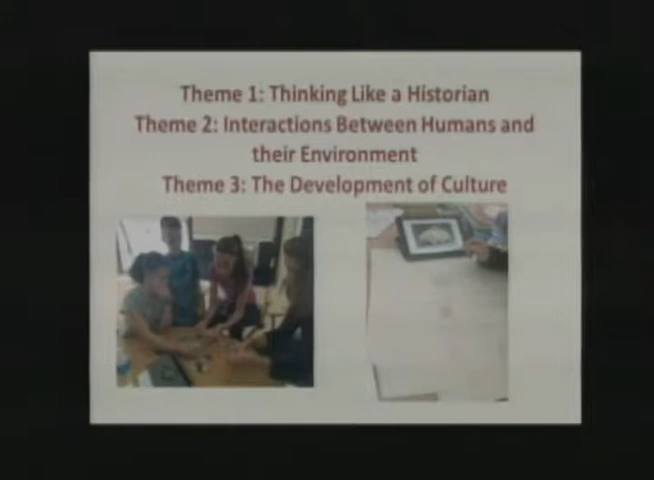 Theme 1: Thinking Like a Historian
Theme 2: Interactions Between Humans and
their Environment
Theme 3: The Development of Culture